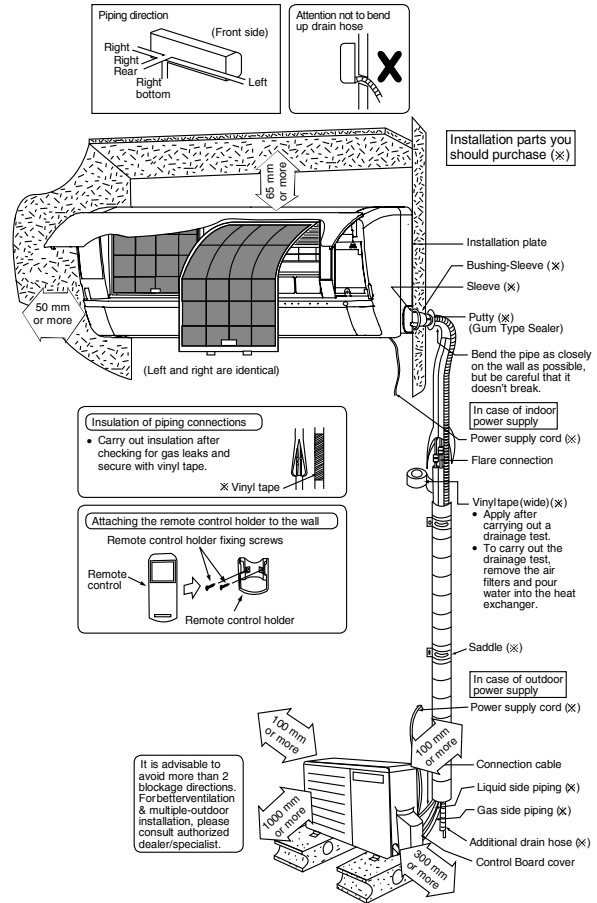 Piping direction
(Front side)
Right
Right
Rear
Right
bottom
Left
Attention not to bend
up drain hose
Installation parts you
should purchase (※)
65 mm
or more
50 mm
or more
(Left and right are identical)
Installation plate
Bushing-Sleeve (※)
Sleeve (※)
Putty (※)
(Gum Type Sealer)
Bend the pipe as closely
on the wall as possible,
but be careful that it
doesn't break.
In case of indoor
power supply
Power supply cord (※)
Flare connection
Insulation of piping connections
• Carry out insulation after
checking for gas leaks and
secure with vinyl tape.
※ Vinyl tape
Vinyltape(wide)(※)
• Apply after
carrying out a
drainage test.
• To carry out the
drainage test,
remove the air
filters and pour
water into the heat
exchanger.
Attaching the remote control holder to the wall
Remote control holder fixing screws
Remote
control
Remote control holder
Saddle (※)
In case of outdoor
power supply
Power supply cord (※)
100 mm
or more
100 mm
or more
1000 mm
or more
300 mm
or more
It is advisable to
avoid more than 2
blockage directions.
Forbetterventilation
& multiple-outdoor
installation, please
consult authorized
dealer/specialist.
Connection cable
Liquid side piping (※)
Gas side piping (※)
Additional drain hose (※)
Control Board cover